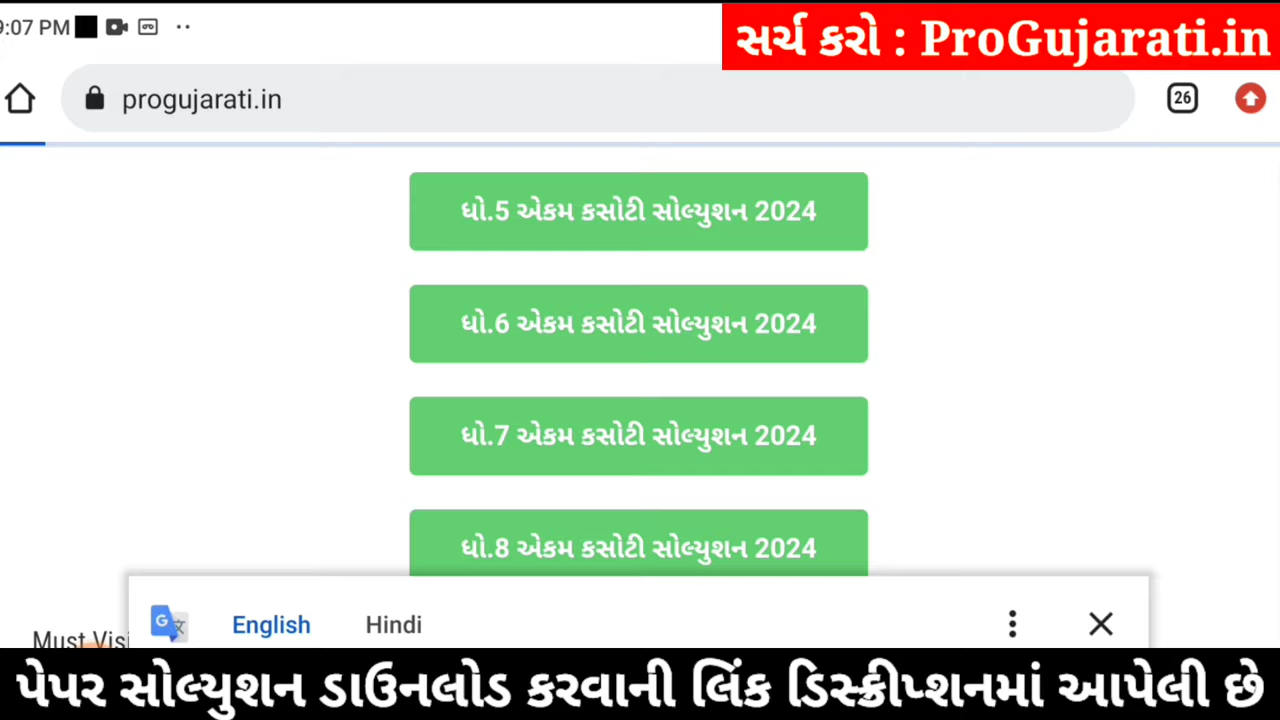 9:07 PM
સર્ચ કરો : ProGujarati.in
progujarati.in
26
ધો.5 એકમ કસોટી સોલ્યુશન 2024
ધો.6 એકમ કસોટી સોલ્યુશન 2024
ધો.7 એકમ કસોટી સોલ્યુશન 2024
ધો.8 એકમ કસોટી સોલ્યુશન 2024
English Hindi
Must Visi
પેપર સોલ્યુશન ડાઉનલોડ કરવાની લિંક ડિસ્ક્રીપ્શનમાં આપેલી છે